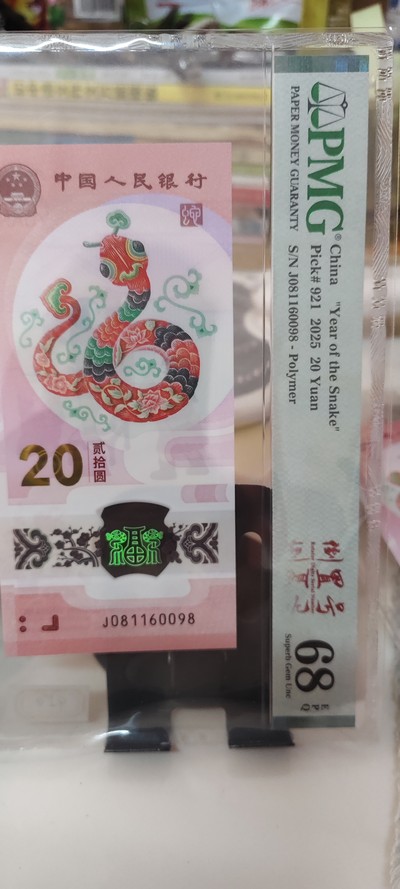 中国人民银行
20
贰拾圆
J081160098
PMG®
PAPER MONEY GUARANTY
China "Year of the Snake"
Pick# 921 2025 20 Yuan
S/N J081160098 - Polymer
68 EPQ
Superb Gem Unc